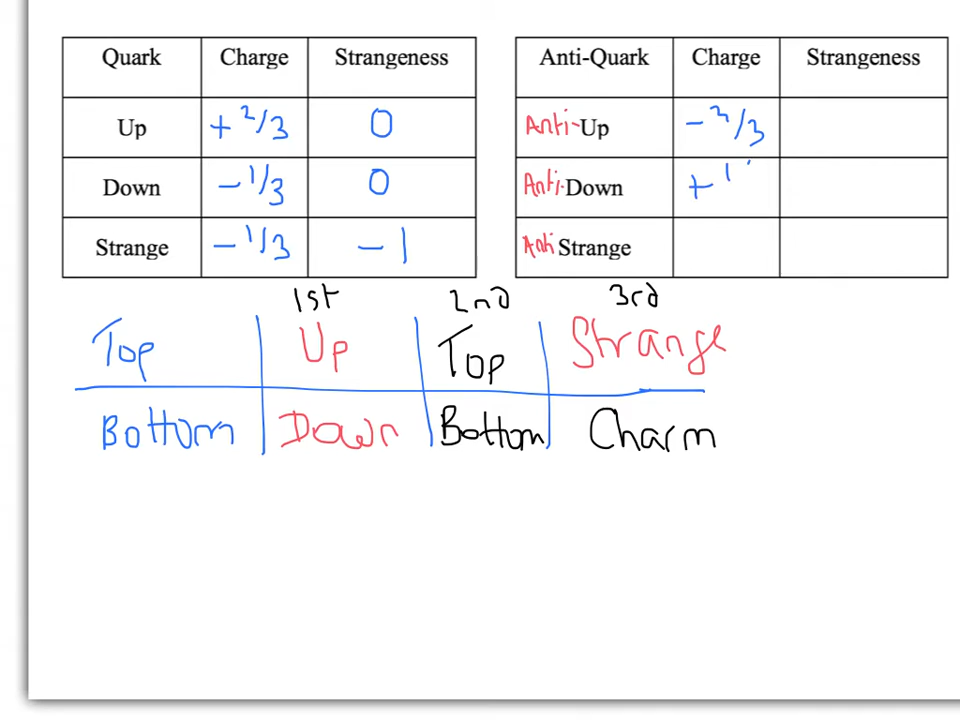 Quark Charge Strangeness
Up + 2/3 0
Down - 1/3 0
Strange - 1/3 - 1
Anti-Quark Charge Strangeness
Anti-Up - 2/3
Anti-Down + 1
Anti Strange
1st 2nd 3rd
Top Up Top Strange
Bottom Down Bottom Charm